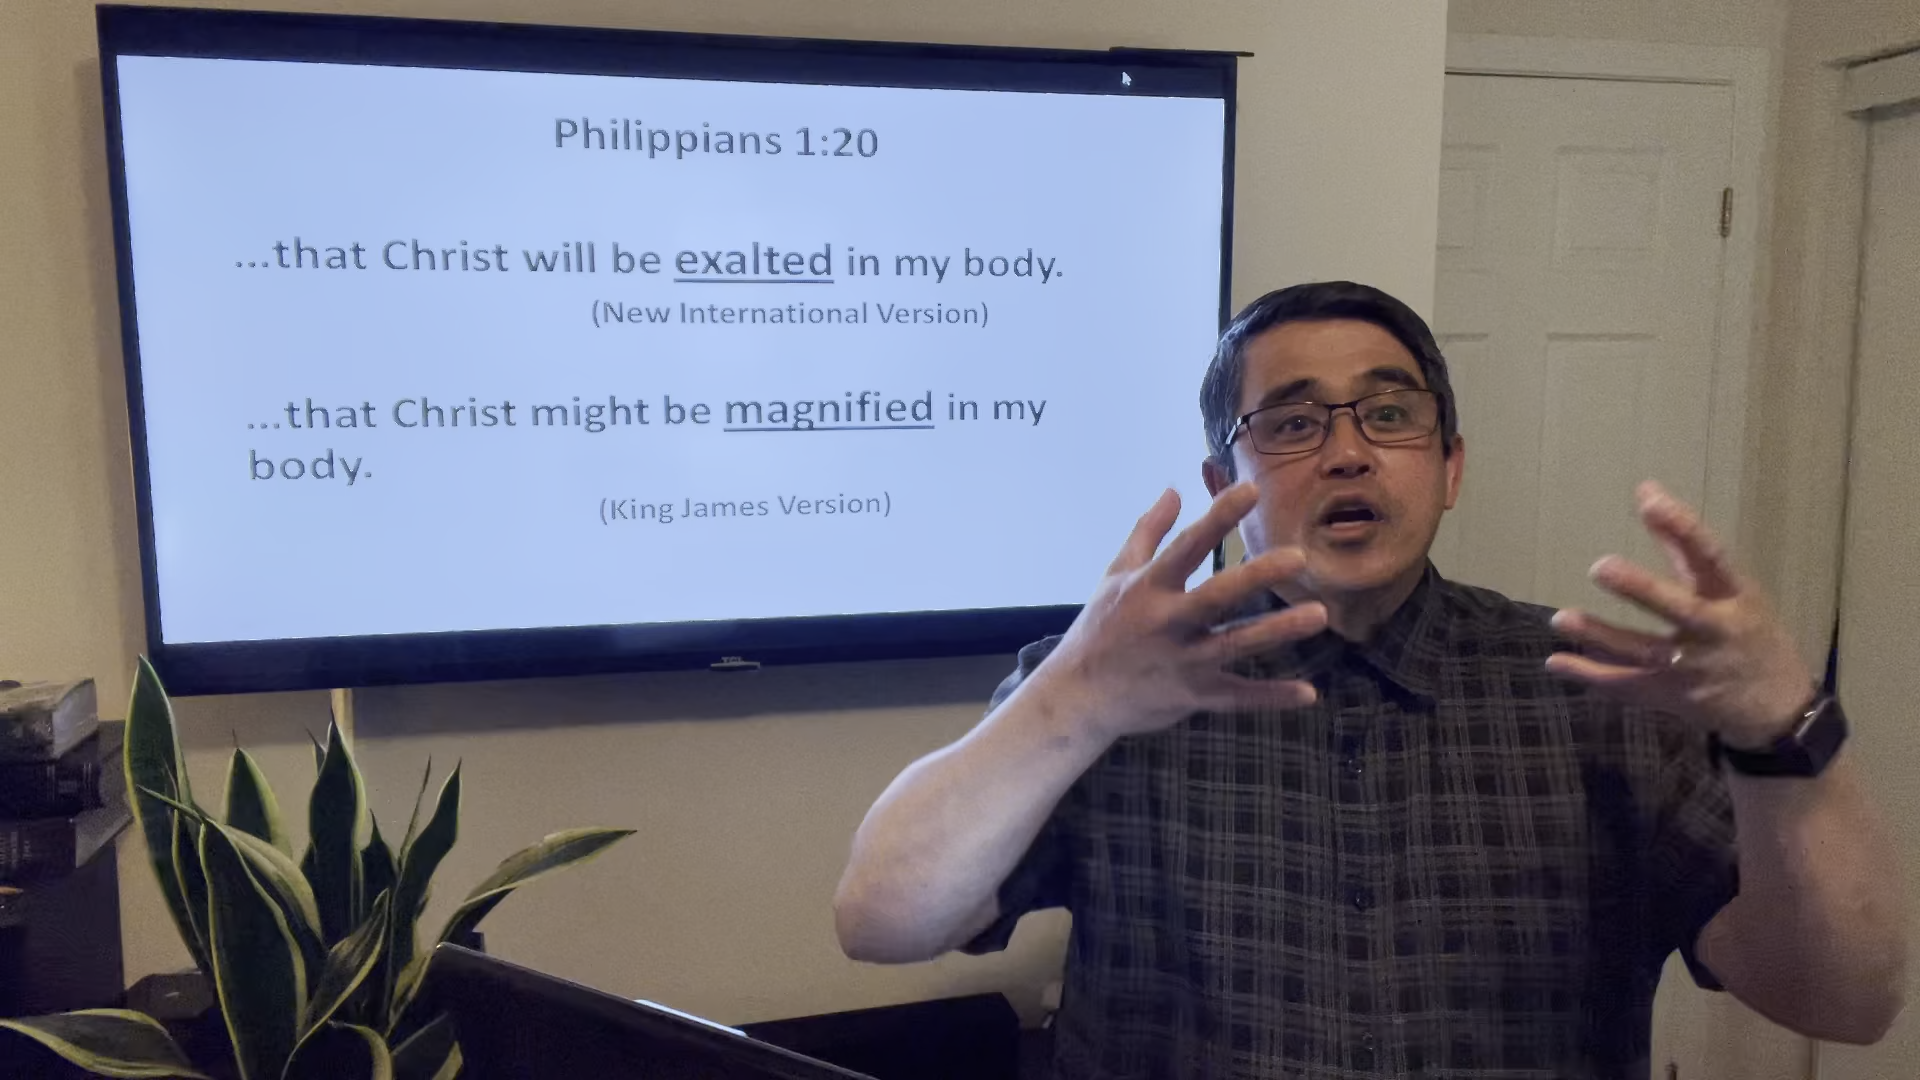 Philippians 1:20
...that Christ will be exalted in my body.
(New International Version)
...that Christ might be magnified in my
body.
(King James Version)
TCL